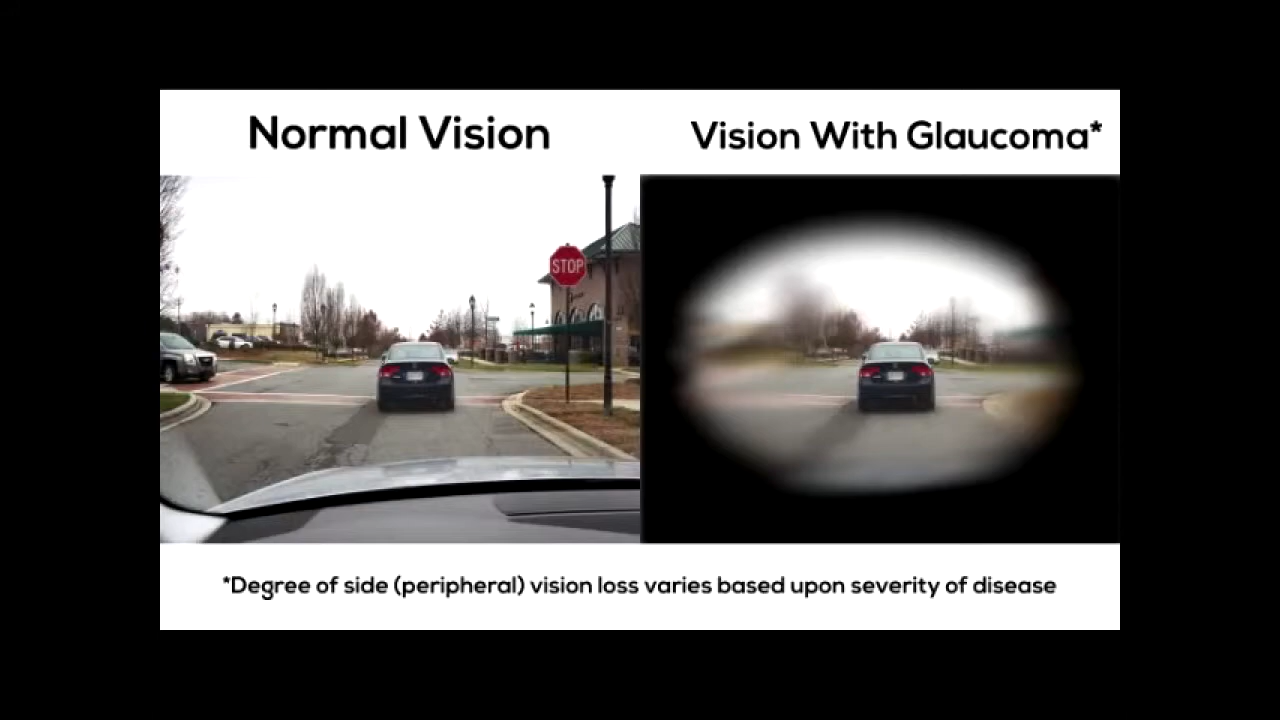 Normal Vision
Vision With Glaucoma*
STOP
*Degree of side (peripheral) vision loss varies based upon severity of disease